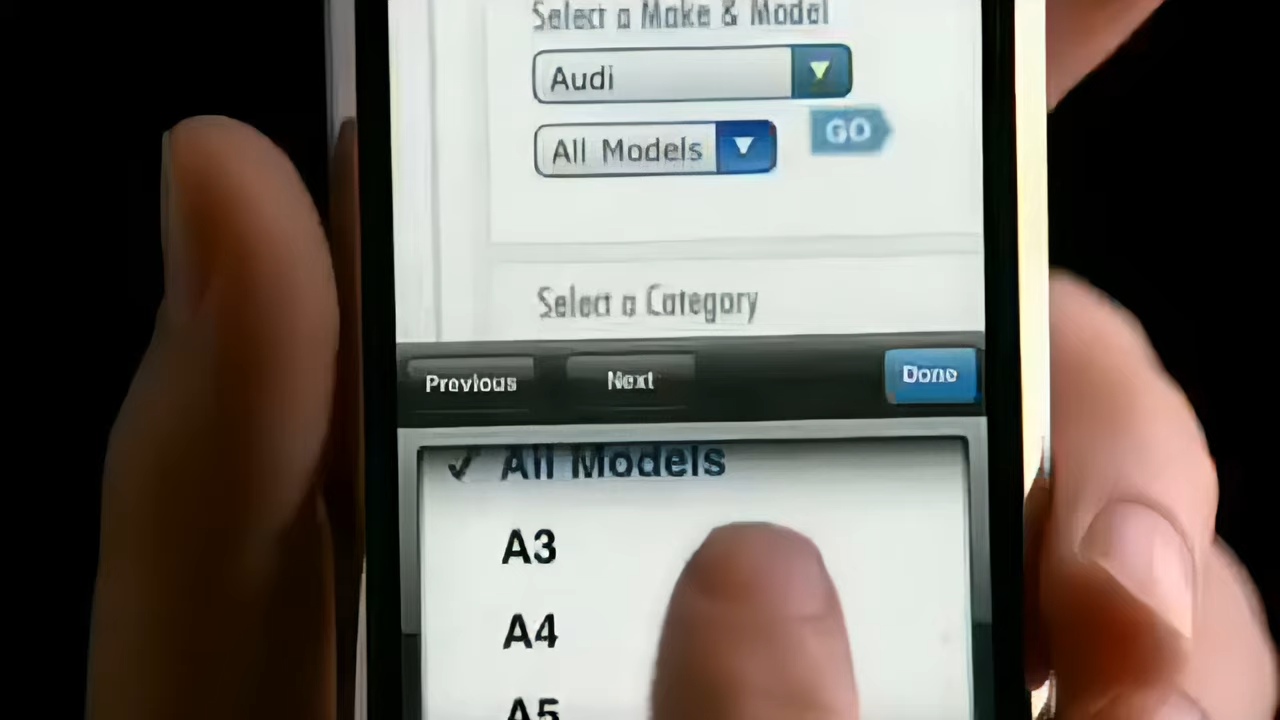 Select a Make & Model
Audi
All Models
GO
Select a Category
Previous Next Done
✓ All Models
A3
A4
A5